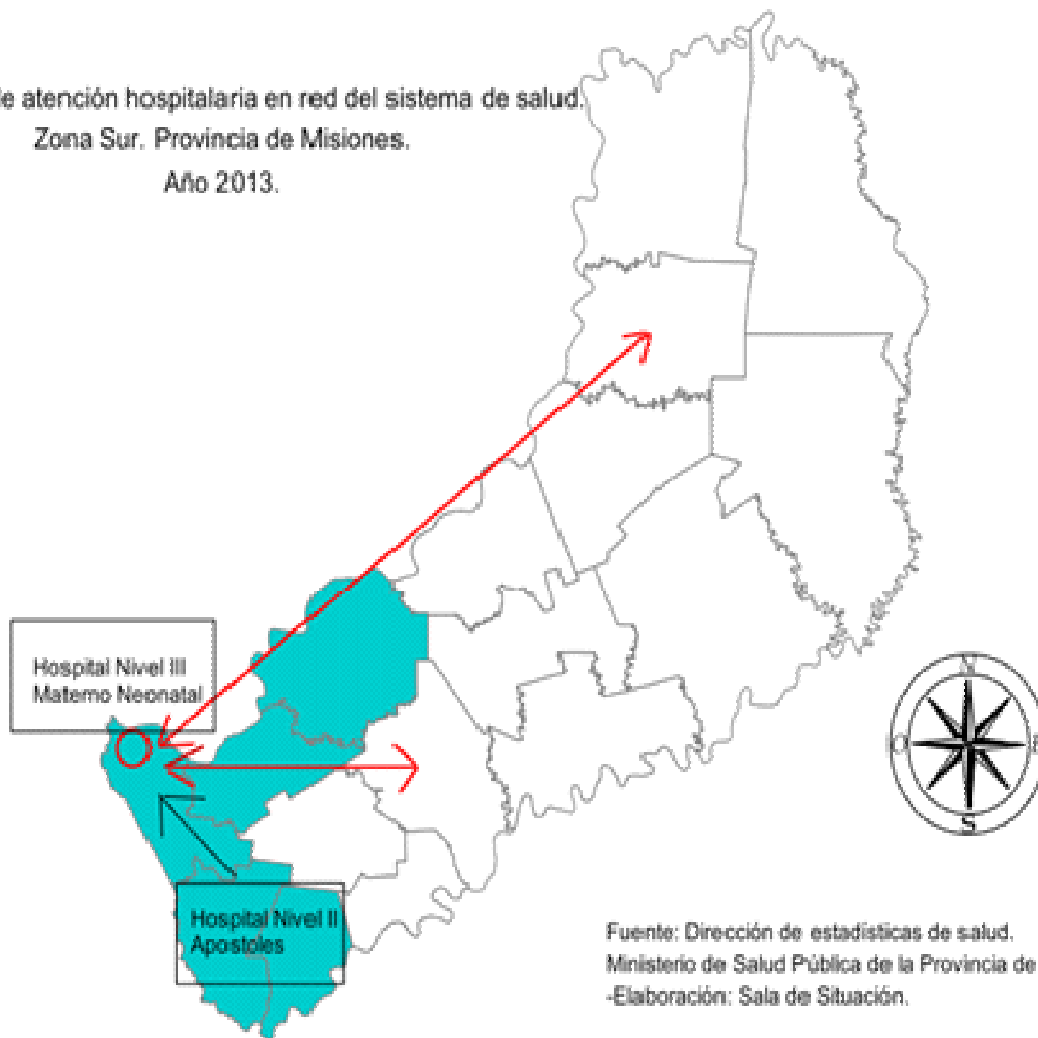 de atención hospitalaria en red del sistema de salud.
Zona Sur. Provincia de Misiones.
Año 2013.
Hospital Nivel III
Materno Neonatal
Hospital Nivel II
Apostoles
N
O
E
S
Fuente: Dirección de estadísticas de salud.
Ministerio de Salud Pública de la Provincia de
-Elaboración: Sala de Situación.